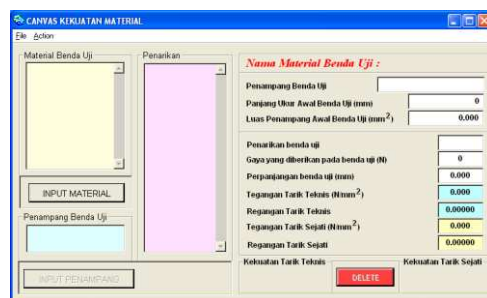 CANVAS KEKUATAN MATERIAL
File Action
Material Benda Uji
Penarikan
INPUT MATERIAL
Penampang Benda Uji
INPUT PENAMPANG
Nama Material Benda Uji :
Penampang Benda Uji
Panjang Ukur Awal Benda Uji (mm) 0
Luas Penampang Awal Benda Uji (mm2) 0.000
Penarikan benda uji
Gaya yang diberikan pada benda uji (N) 0
Perpanjangan benda uji (mm) 0.000
Tegangan Tarik Teknis (N/mm2) 0.000
Regangan Tarik Teknis 0.00000
Tegangan Tarik Sejati (N/mm2) 0.000
Regangan Tarik Sejati 0.00000
Kekuatan Tarik Teknis Kekuatan Tarik Sejati
DELETE